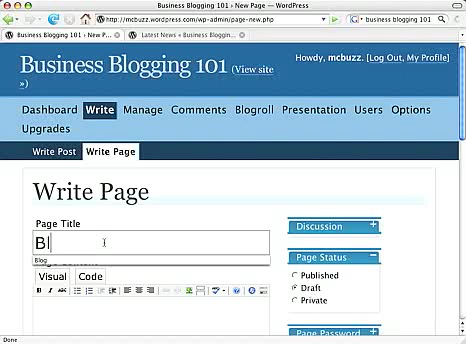 Business Blogging 101 › New Page — WordPress
http://mcbuzz.wordpress.com/wp-admin/page-new.php
business blogging 101
Business Blogging 101 › New P...
Latest News « Business Bloggin...
Business Blogging 101 (View site
»)
Howdy, mcbuzz. [Log Out, My Profile]
Dashboard Write Manage Comments Blogroll Presentation Users Options
Upgrades
Write Post Write Page
Write Page
Page Title
Bl
Blog
Visual Code
B I ABC
Discussion +
Page Status −
Published
Draft
Private
Page Password
Done